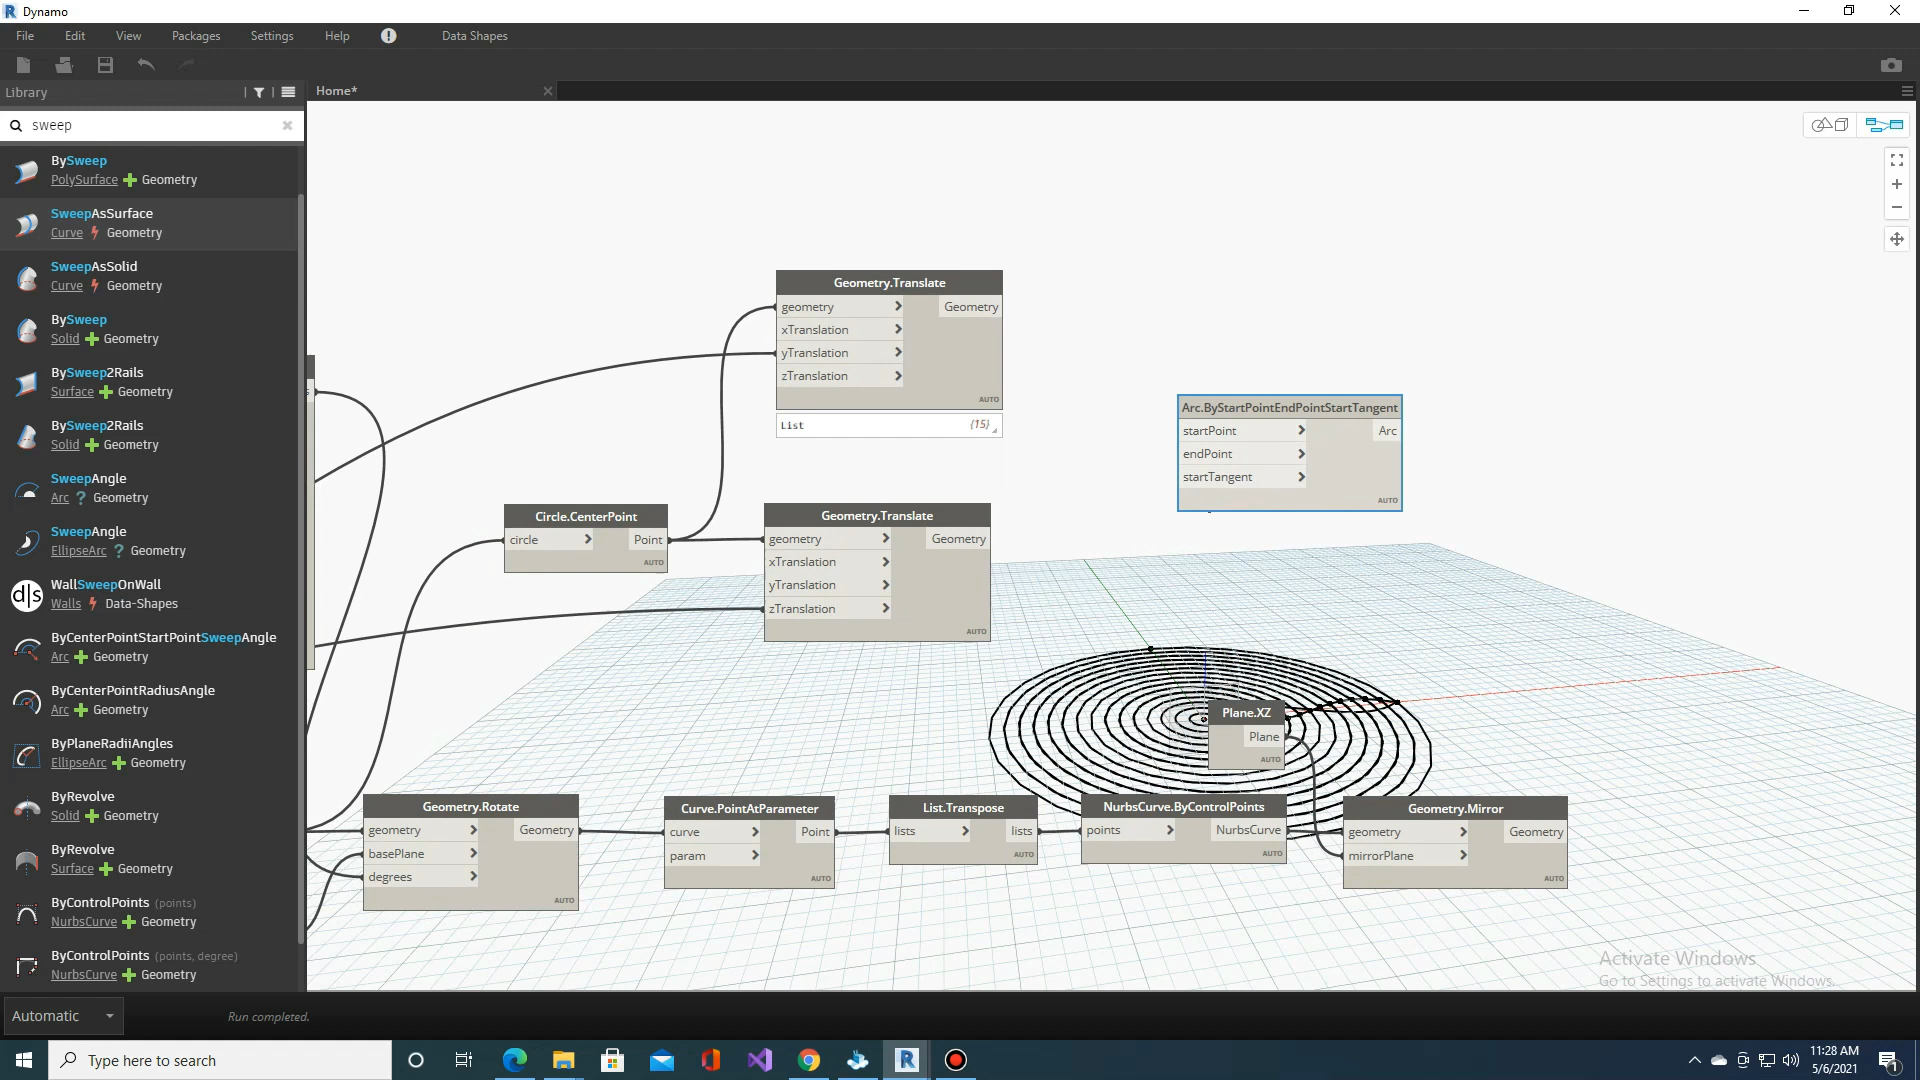 Dynamo
File Edit View Packages Settings Help Data Shapes
Library
Home*
sweep
BySweep
PolySurface Geometry
SweepAsSurface
Curve Geometry
SweepAsSolid
Curve Geometry
BySweep
Solid Geometry
BySweep2Rails
Surface Geometry
BySweep2Rails
Solid Geometry
SweepAngle
Arc ? Geometry
SweepAngle
EllipseArc ? Geometry
d|s
WallSweepOnWall
Walls Data-Shapes
ByCenterPointStartPointSweepAngle
Arc Geometry
ByCenterPointRadiusAngle
Arc Geometry
ByPlaneRadiiAngles
EllipseArc Geometry
ByRevolve
Solid Geometry
ByRevolve
Surface Geometry
ByControlPoints (points)
NurbsCurve Geometry
ByControlPoints (points, degree)
NurbsCurve Geometry
Geometry.Translate
geometry > Geometry
xTranslation >
yTranslation >
zTranslation >
AUTO
List {15}
Arc.ByStartPointEndPointStartTangent
startPoint > Arc
endPoint >
startTangent >
AUTO
Circle.CenterPoint
circle > Point
AUTO
Geometry.Translate
geometry > Geometry
xTranslation >
yTranslation >
zTranslation >
AUTO
Plane.XZ
Plane
AUTO
Geometry.Rotate
geometry > Geometry
basePlane >
degrees >
AUTO
Curve.PointAtParameter
curve > Point
param >
AUTO
List.Transpose
lists > lists
AUTO
NurbsCurve.ByControlPoints
points > NurbsCurve
AUTO
Geometry.Mirror
geometry > Geometry
mirrorPlane >
AUTO
Activate Windows
Go to Settings to activate Windows.
Automatic
Run completed.
Type here to search
11:28 AM
5/6/2021
1